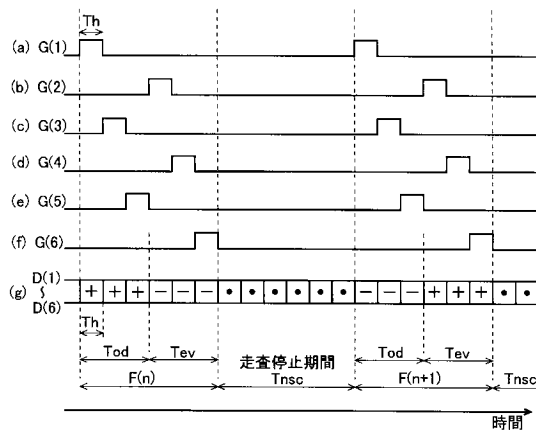 Th
(a) G(1)
(b) G(2)
(c) G(3)
(d) G(4)
(e) G(5)
(f) G(6)
D(1)
(g) ∫
D(6)
+ + + − − − • • • • • • − − − + + + • •
Th
Tod Tev 走査停止期間 Tod Tev
F(n) Tnsc F(n+1) Tnsc
時間